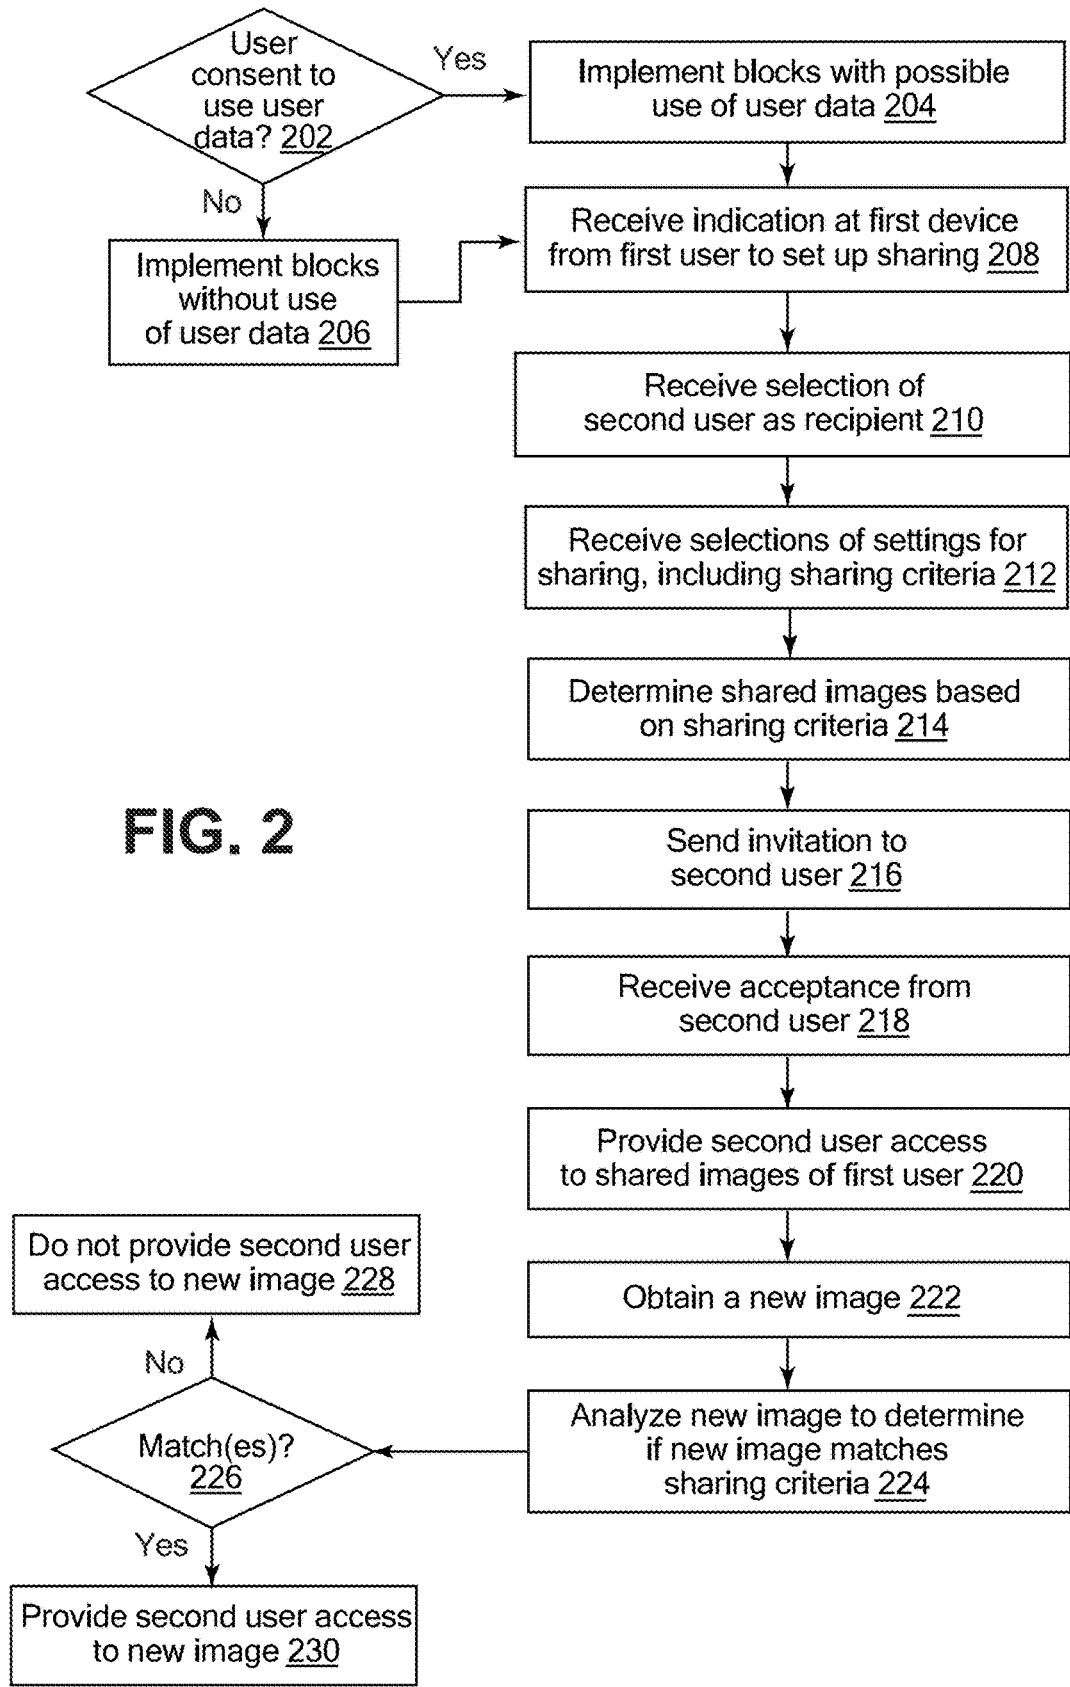 User
consent to
use user
data? 202
Yes
Implement blocks with possible
use of user data 204
No
Implement blocks
without use
of user data 206
Receive indication at first device
from first user to set up sharing 208
Receive selection of
second user as recipient 210
Receive selections of settings for
sharing, including sharing criteria 212
Determine shared images based
on sharing criteria 214
FIG. 2
Send invitation to
second user 216
Receive acceptance from
second user 218
Provide second user access
to shared images of first user 220
Obtain a new image 222
Analyze new image to determine
if new image matches
sharing criteria 224
Match(es)?
226
No
Do not provide second user
access to new image 228
Yes
Provide second user access
to new image 230